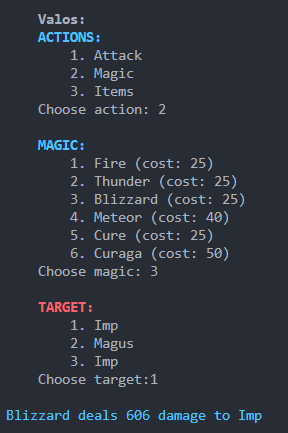 Valos:
ACTIONS:
1. Attack
2. Magic
3. Items
Choose action: 2
MAGIC:
1. Fire (cost: 25)
2. Thunder (cost: 25)
3. Blizzard (cost: 25)
4. Meteor (cost: 40)
5. Cure (cost: 25)
6. Curaga (cost: 50)
Choose magic: 3
TARGET:
1. Imp
2. Magus
3. Imp
Choose target:1
Blizzard deals 606 damage to Imp